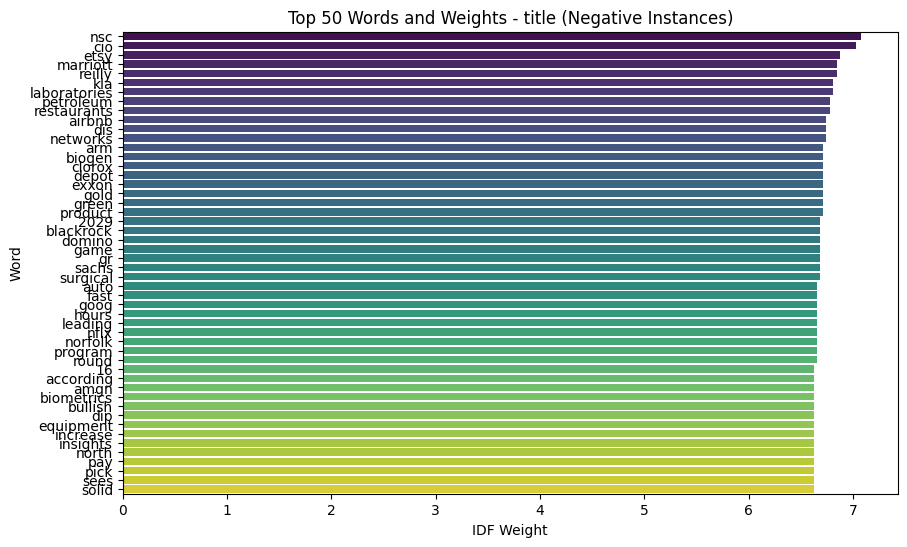 Top 50 Words and Weights - title (Negative Instances)
nsc
cio
etsy
marriott
reilly
kla
laboratories
petroleum
restaurants
airbnb
dis
networks
arm
biogen
clorox
depot
exxon
gold
green
product
2029
blackrock
domino
game
gr
sachs
surgical
auto
fast
goog
hours
leading
nflx
norfolk
program
round
16
according
amgn
biometrics
bullish
dip
equipment
increase
insights
north
pay
pick
sees
solid
Word
0 1 2 3 4 5 6 7
IDF Weight